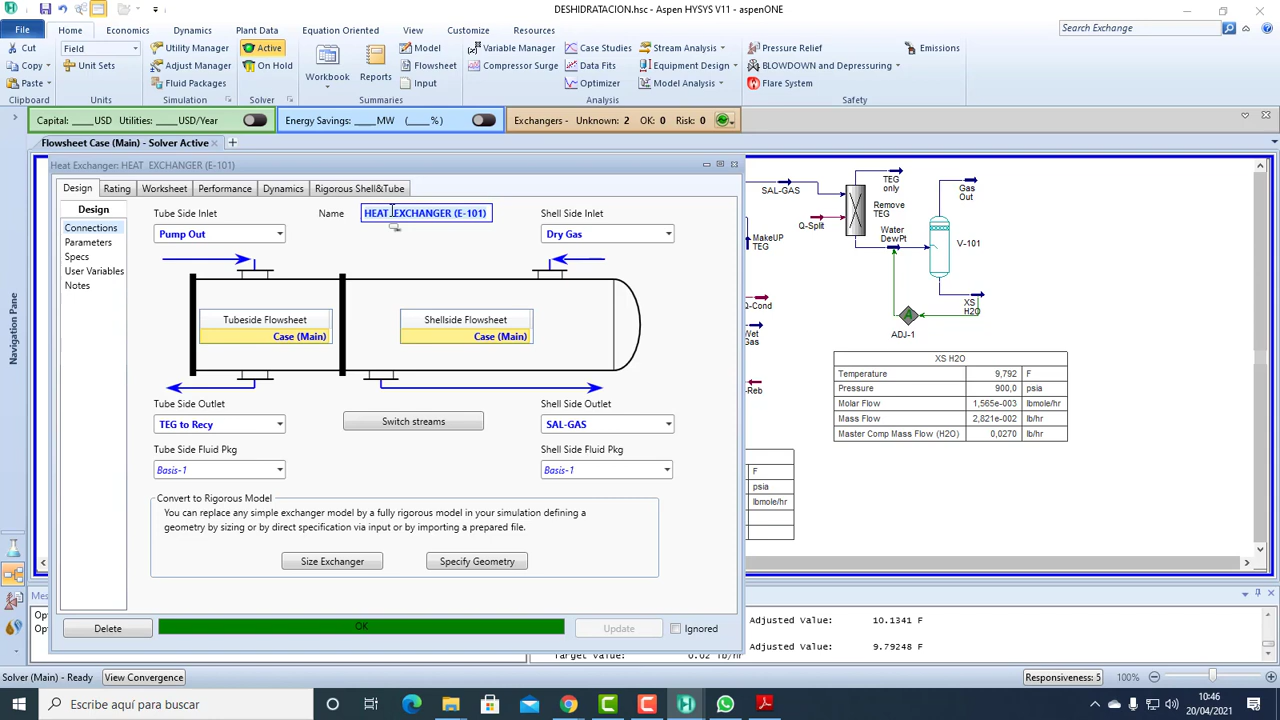 DESHIDRATACION.hsc - Aspen HYSYS V11 - aspenONE
File
Home
Economics
Dynamics
Plant Data
Equation Oriented
View
Customize
Resources
Search Exchange
Cut
Copy
Paste
Clipboard
Field
Unit Sets
Units
Utility Manager
Adjust Manager
Fluid Packages
Simulation
Active
On Hold
Solver
Workbook
Reports
Model
Flowsheet
Input
Summaries
Variable Manager
Compressor Surge
Case Studies
Data Fits
Optimizer
Stream Analysis
Equipment Design
Model Analysis
Analysis
Pressure Relief
BLOWDOWN and Depressuring
Flare System
Safety
Emissions
Capital: ____USD Utilities: ____USD/Year
Energy Savings: ____MW (____%)
Exchangers - Unknown: 2 OK: 0 Risk: 0
Flowsheet Case (Main) - Solver Active
Navigation Pane
Heat Exchanger: HEAT EXCHANGER (E-101)
Design
Rating
Worksheet
Performance
Dynamics
Rigorous Shell&Tube
Design
Connections
Parameters
Specs
User Variables
Notes
Tube Side Inlet
Pump Out
Name
HEAT EXCHANGER (E-101)
Shell Side Inlet
Dry Gas
Tubeside Flowsheet
Case (Main)
Shellside Flowsheet
Case (Main)
Tube Side Outlet
TEG to Recy
Switch streams
Shell Side Outlet
SAL-GAS
Tube Side Fluid Pkg
Basis-1
Shell Side Fluid Pkg
Basis-1
Convert to Rigorous Model
You can replace any simple exchanger model by a fully rigorous model in your simulation defining a
geometry by sizing or by direct specification via input or by importing a prepared file.
Size Exchanger
Specify Geometry
Delete
OK
Update
Ignored
SAL-GAS
TEG
only
Remove
TEG
Q-Split
MakeUP
TEG
Water
DewPt
Gas
Out
V-101
XS
H2O
ADJ-1
Q-Cond
Wet
Gas
-Reb
XS H2O
Temperature 9,792 F
Pressure 900,0 psia
Molar Flow 1,565e-003 lbmole/hr
Mass Flow 2,821e-002 lb/hr
Master Comp Mass Flow (H2O) 0,0270 lb/hr
F
psia
lbmole/hr
Adjusted Value: 10.1341 F
Adjusted Value: 9.79248 F
Target Value: 0.02 lb/hr
Solver (Main) - Ready
View Convergence
Responsiveness: 5
100%
Escribe aquí para buscar
10:46
20/04/2021